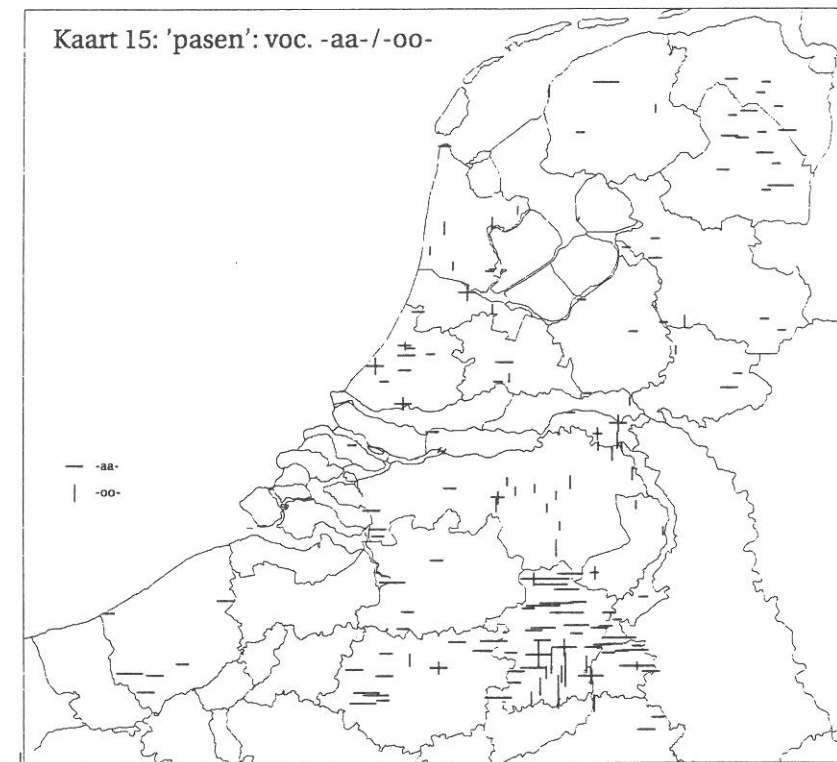 Kaart 15: 'pasen': voc. -aa-/-oo-
— -aa-
| -oo-